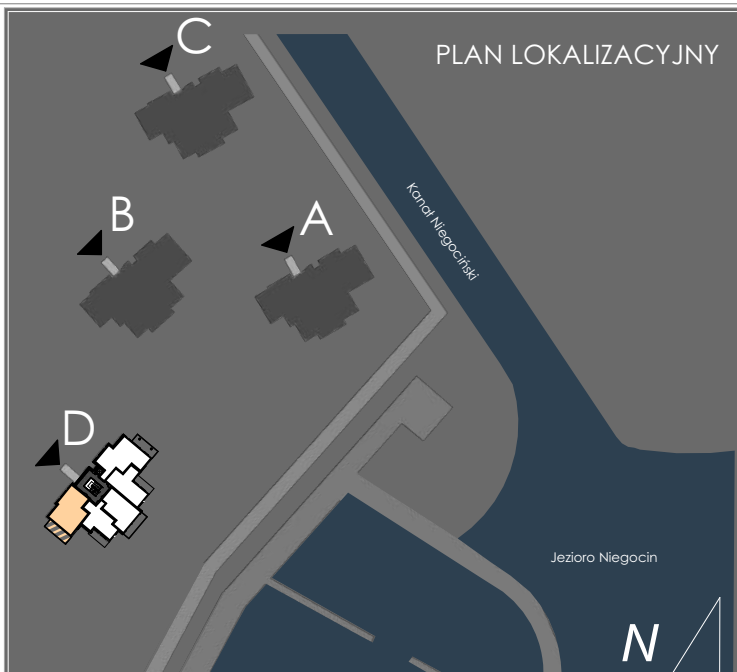 PLAN LOKALIZACYJNY
C
B
A
Kanał Niegociński
D
Jezioro Niegocin
N